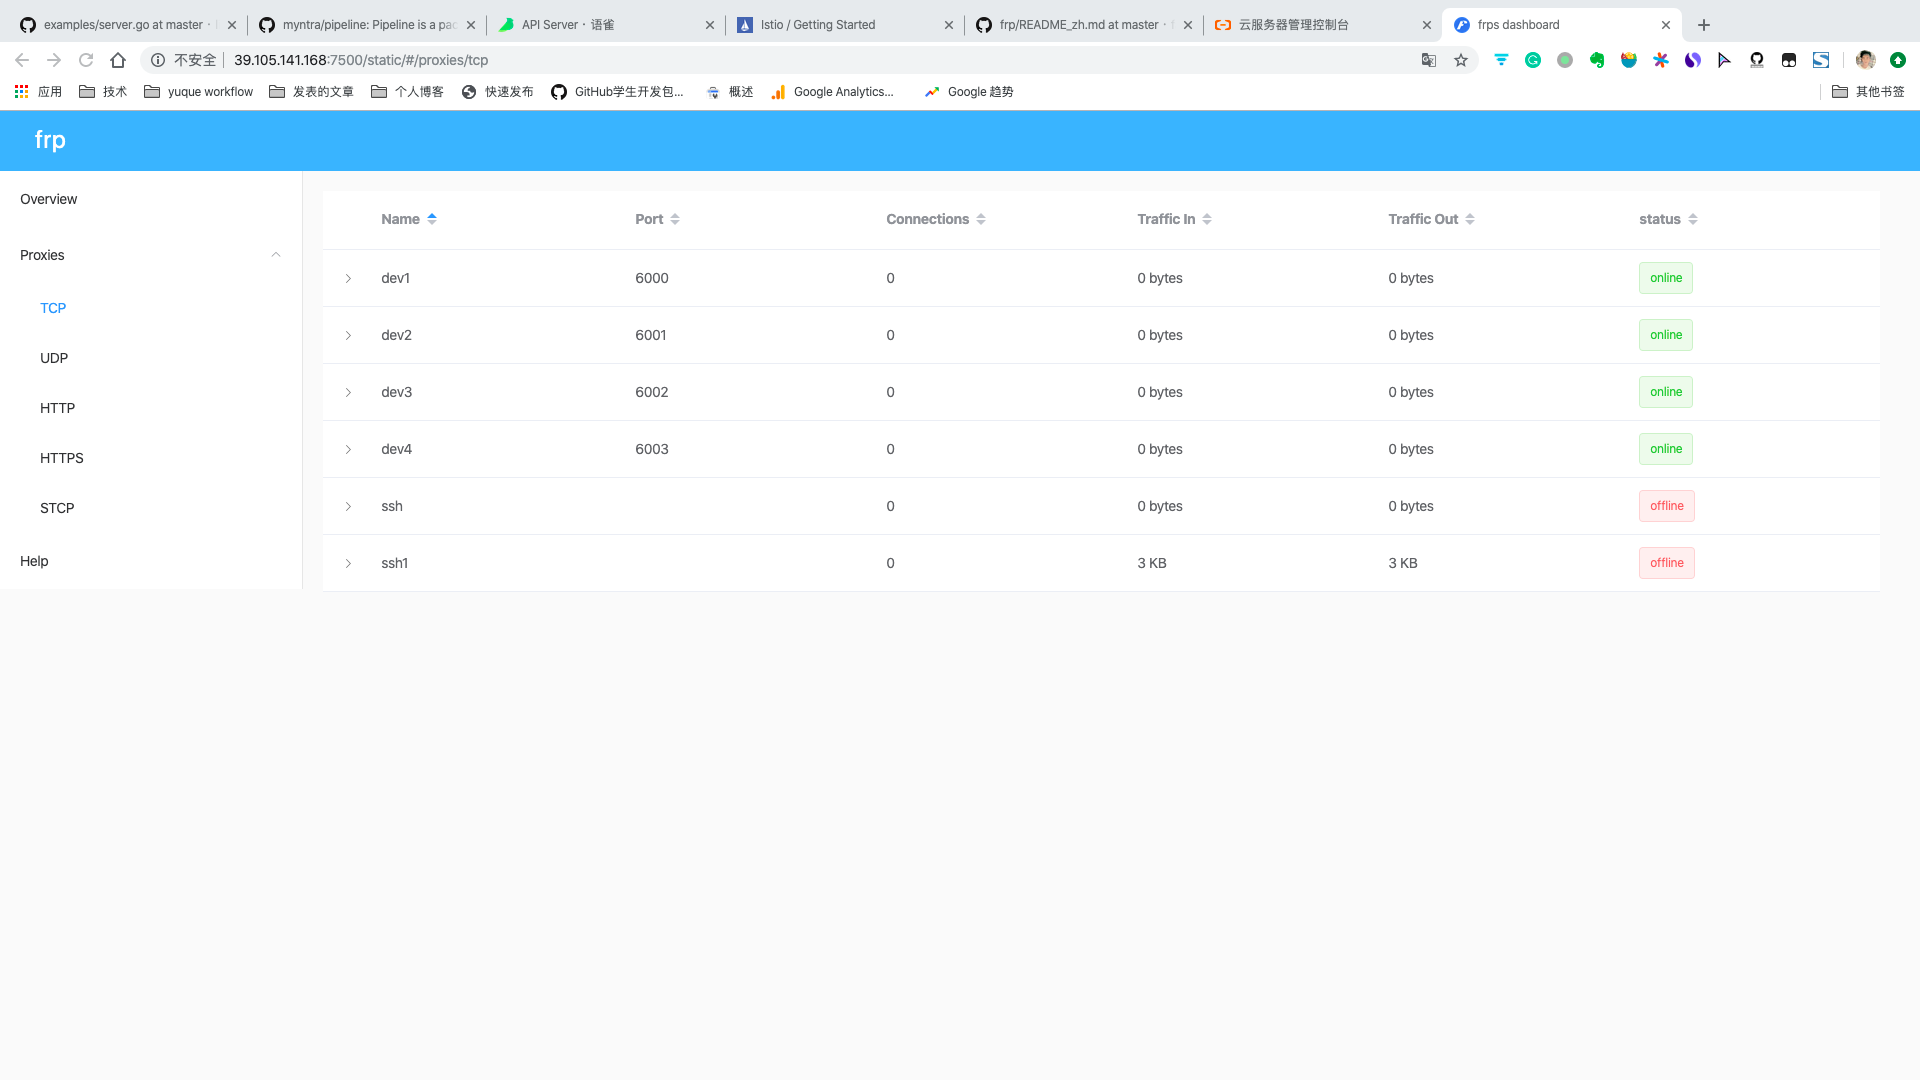 examples/server.go at master ·
myntra/pipeline: Pipeline is a pac
API Server · 语雀
Istio / Getting Started
frp/README_zh.md at master ·
云服务器管理控制台
frps dashboard
不安全 39.105.141.168:7500/static/#/proxies/tcp
应用 技术 yuque workflow 发表的文章 个人博客 快速发布 GitHub学生开发包... 概述 Google Analytics... Google 趋势 其他书签
frp
Overview
Proxies
TCP
UDP
HTTP
HTTPS
STCP
Help
Name Port Connections Traffic In Traffic Out status
dev1 6000 0 0 bytes 0 bytes online
dev2 6001 0 0 bytes 0 bytes online
dev3 6002 0 0 bytes 0 bytes online
dev4 6003 0 0 bytes 0 bytes online
ssh 0 0 bytes 0 bytes offline
ssh1 0 3 KB 3 KB offline